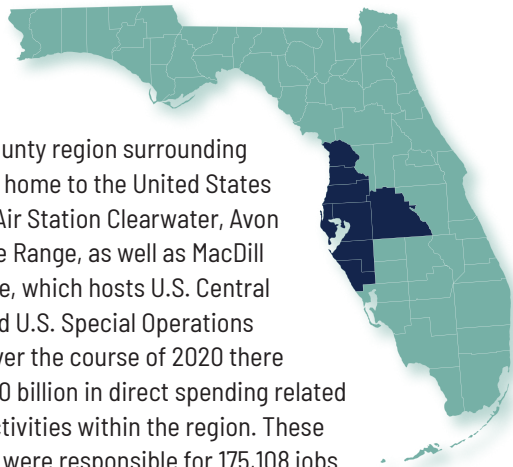 ounty region surrounding
home to the United States
Air Station Clearwater, Avon
e Range, as well as MacDill
e, which hosts U.S. Central
d U.S. Special Operations
ver the course of 2020 there
0 billion in direct spending related
ctivities within the region. These
were responsible for 175,108 jobs